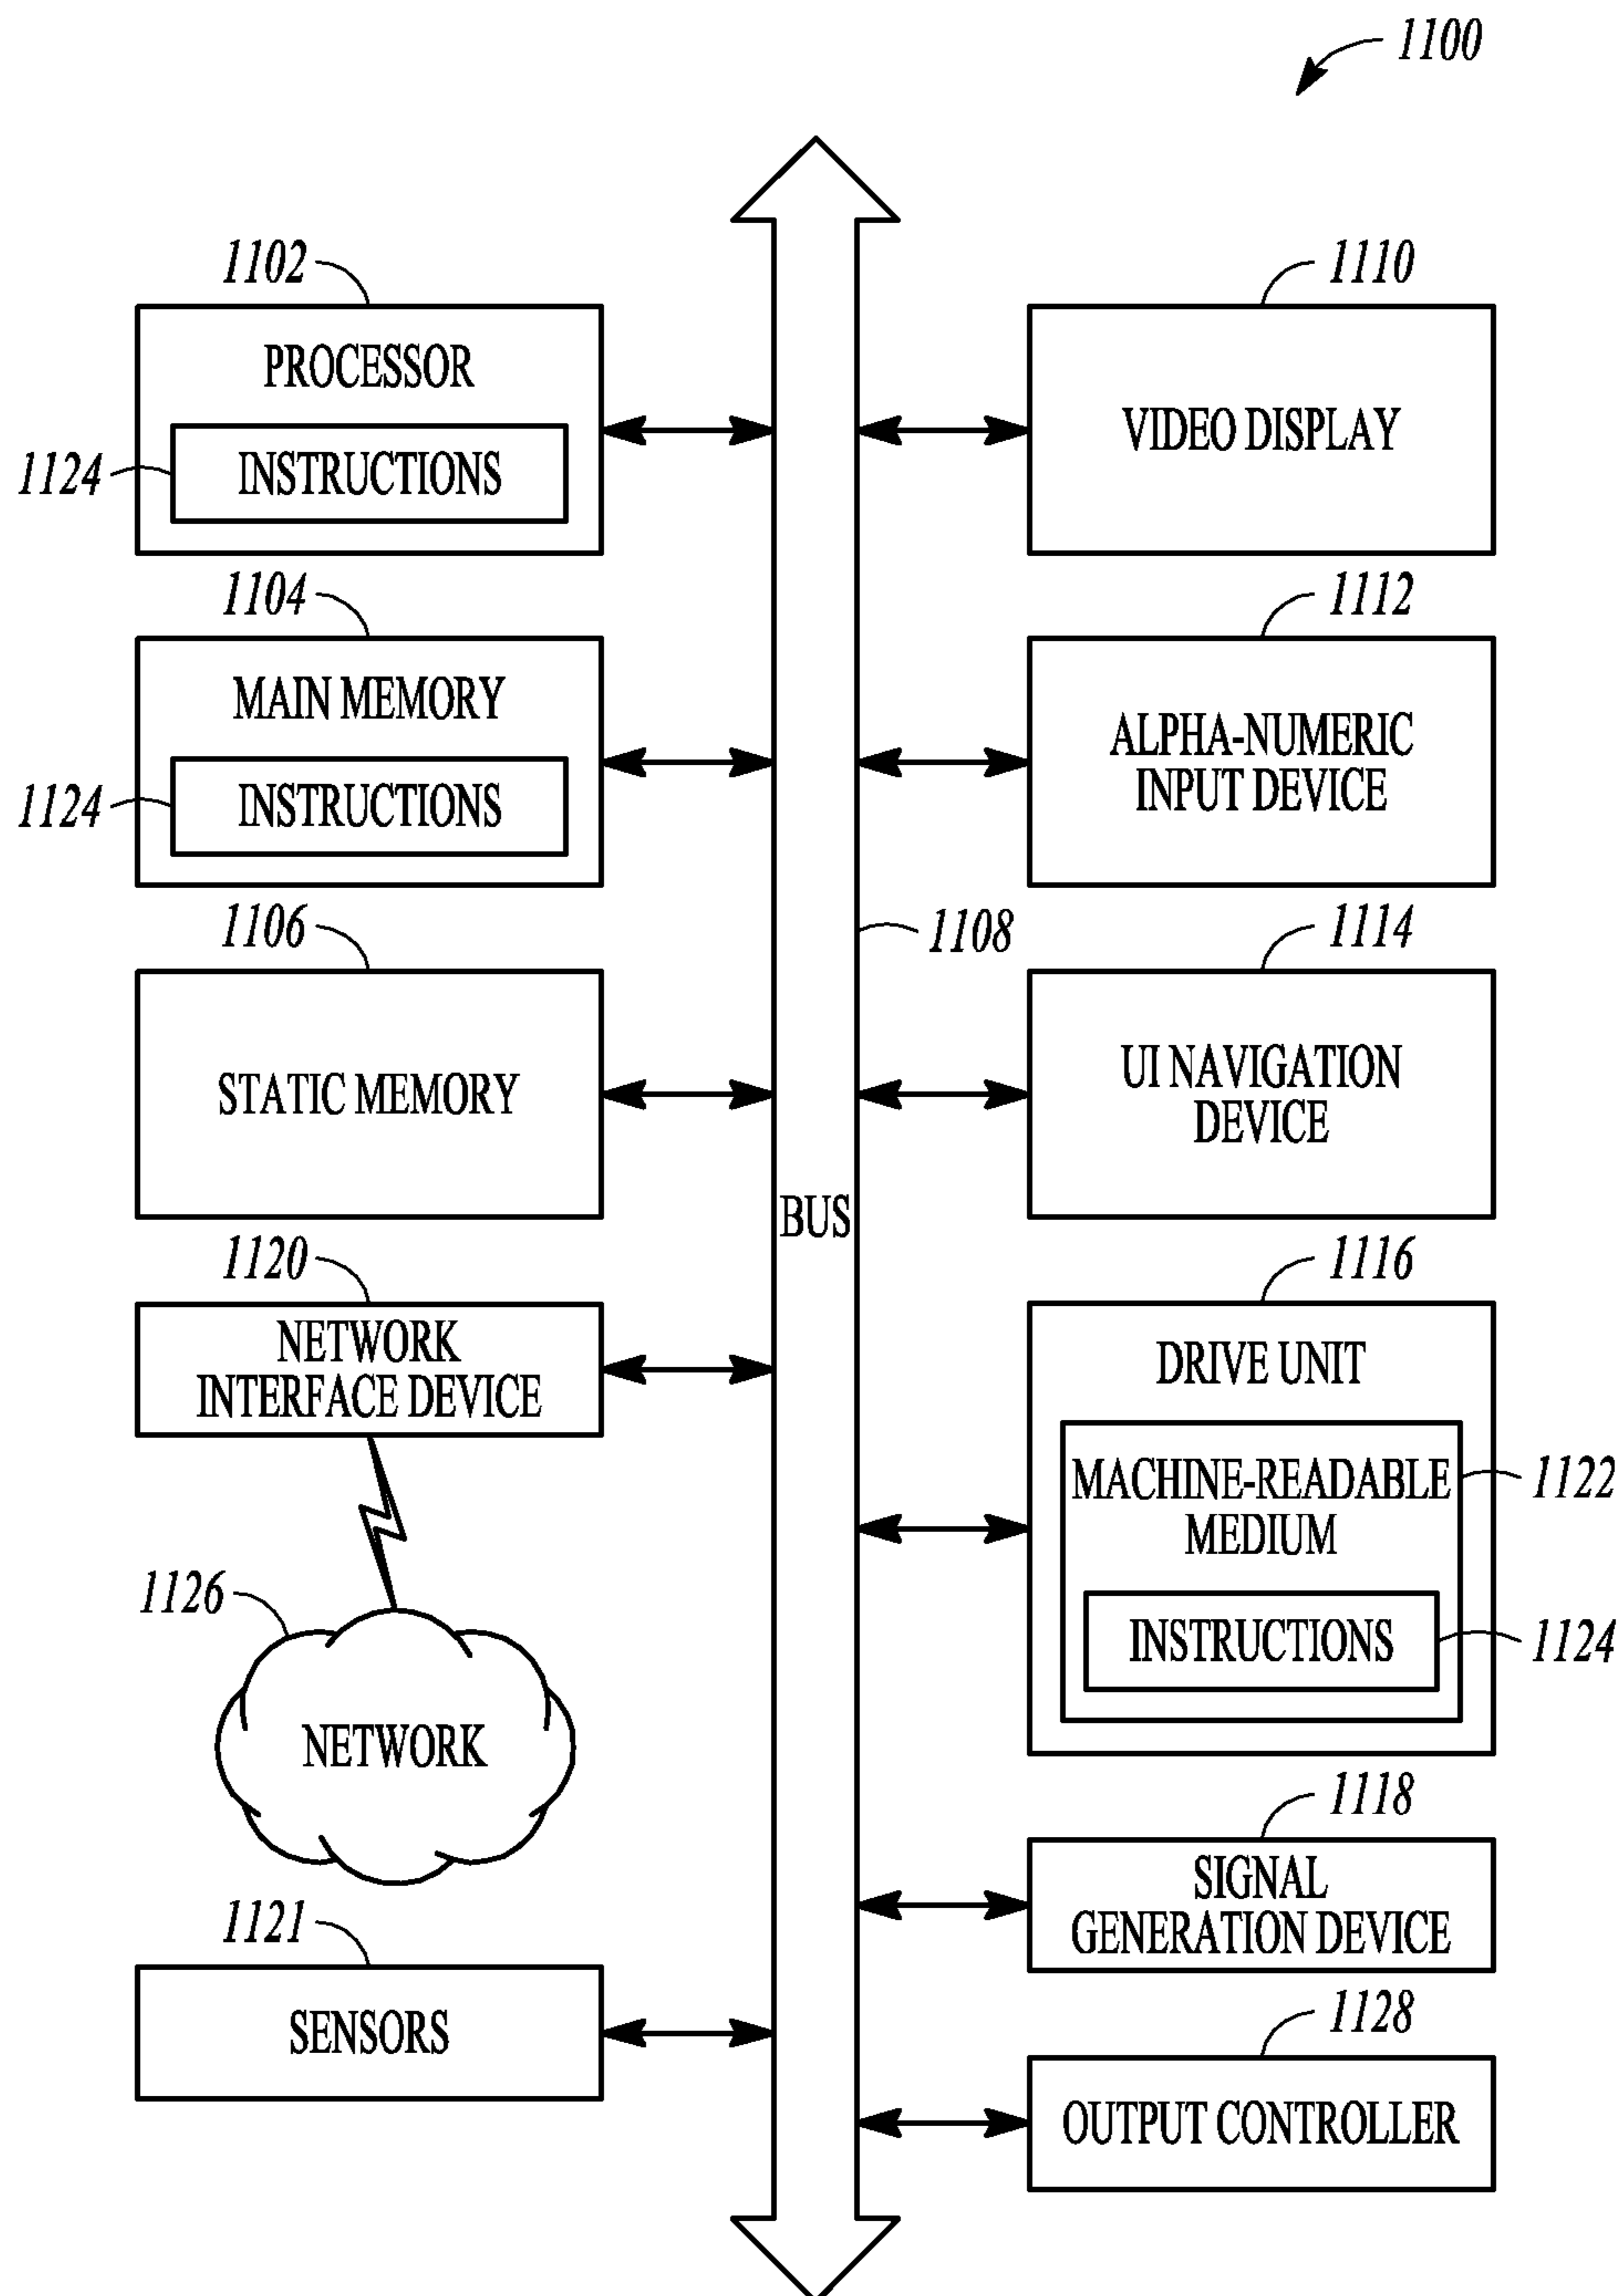 1100
1102
PROCESSOR
1124
INSTRUCTIONS
1104
MAIN MEMORY
1124
INSTRUCTIONS
1106
STATIC MEMORY
1120
NETWORK
INTERFACE DEVICE
1126
NETWORK
1121
SENSORS
1108
BUS
1110
VIDEO DISPLAY
1112
ALPHA-NUMERIC
INPUT DEVICE
1114
UI NAVIGATION
DEVICE
1116
DRIVE UNIT
MACHINE-READABLE
MEDIUM
1122
INSTRUCTIONS
1124
1118
SIGNAL
GENERATION DEVICE
1128
OUTPUT CONTROLLER